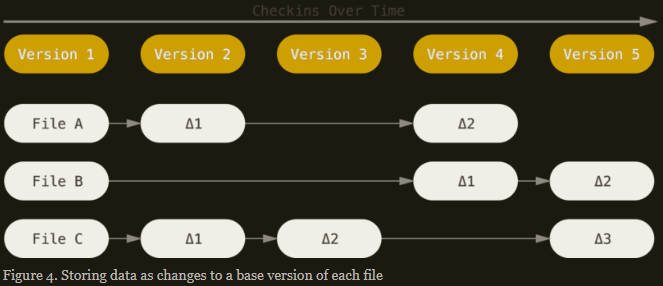 Checkins Over Time
Version 1 Version 2 Version 3 Version 4 Version 5
File A Δ1 Δ2
File B Δ1 Δ2
File C Δ1 Δ2 Δ3
Figure 4. Storing data as changes to a base version of each file